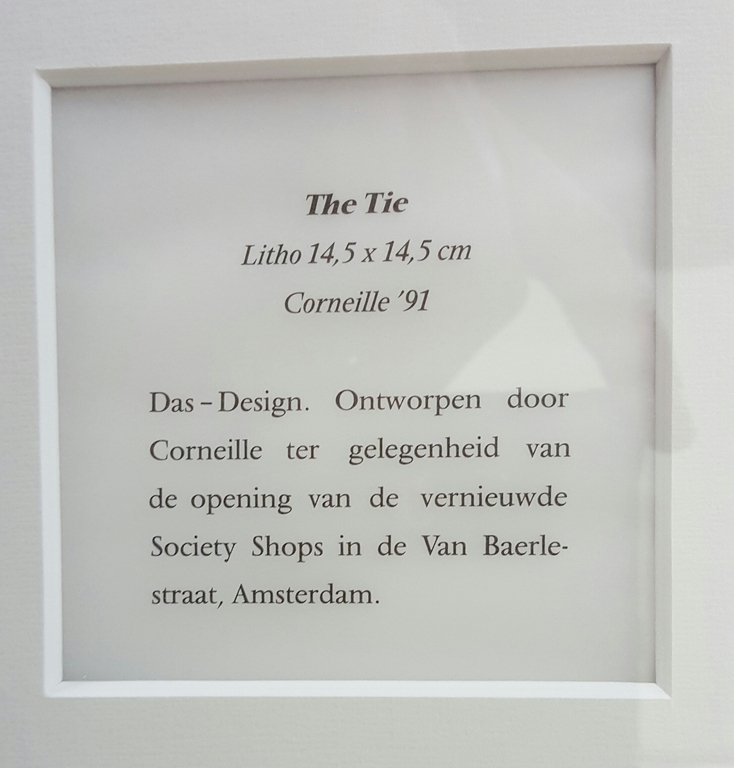 The Tie
Litho 14,5 x 14,5 cm
Corneille ’91
Das – Design. Ontworpen door
Corneille ter gelegenheid van
de opening van de vernieuwde
Society Shops in de Van Baerle-
straat, Amsterdam.